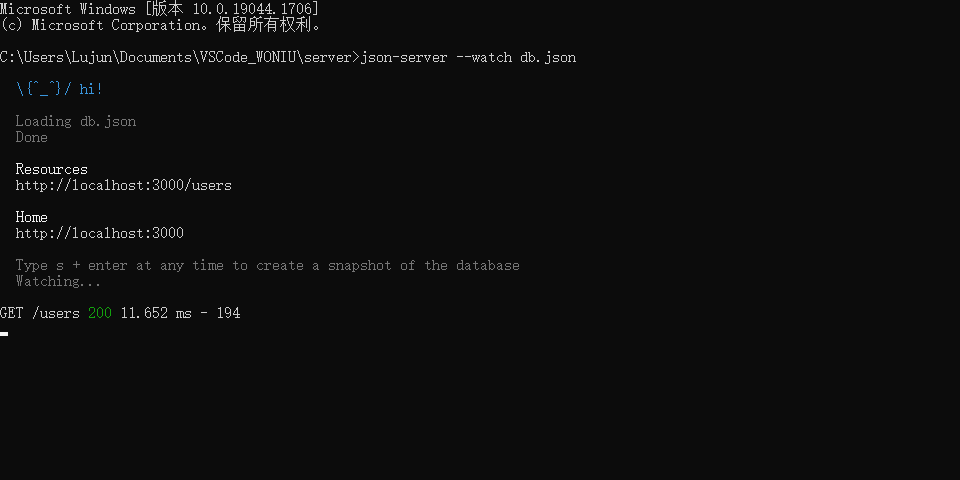 Microsoft Windows [版本 10.0.19044.1706]
(c) Microsoft Corporation。保留所有权利。
C:\Users\Lujun\Documents\VSCode_WONIU\server>json-server --watch db.json
\{^_^}/ hi!
Loading db.json
Done
Resources
http://localhost:3000/users
Home
http://localhost:3000
Type s + enter at any time to create a snapshot of the database
Watching...
GET /users 200 11.652 ms - 194